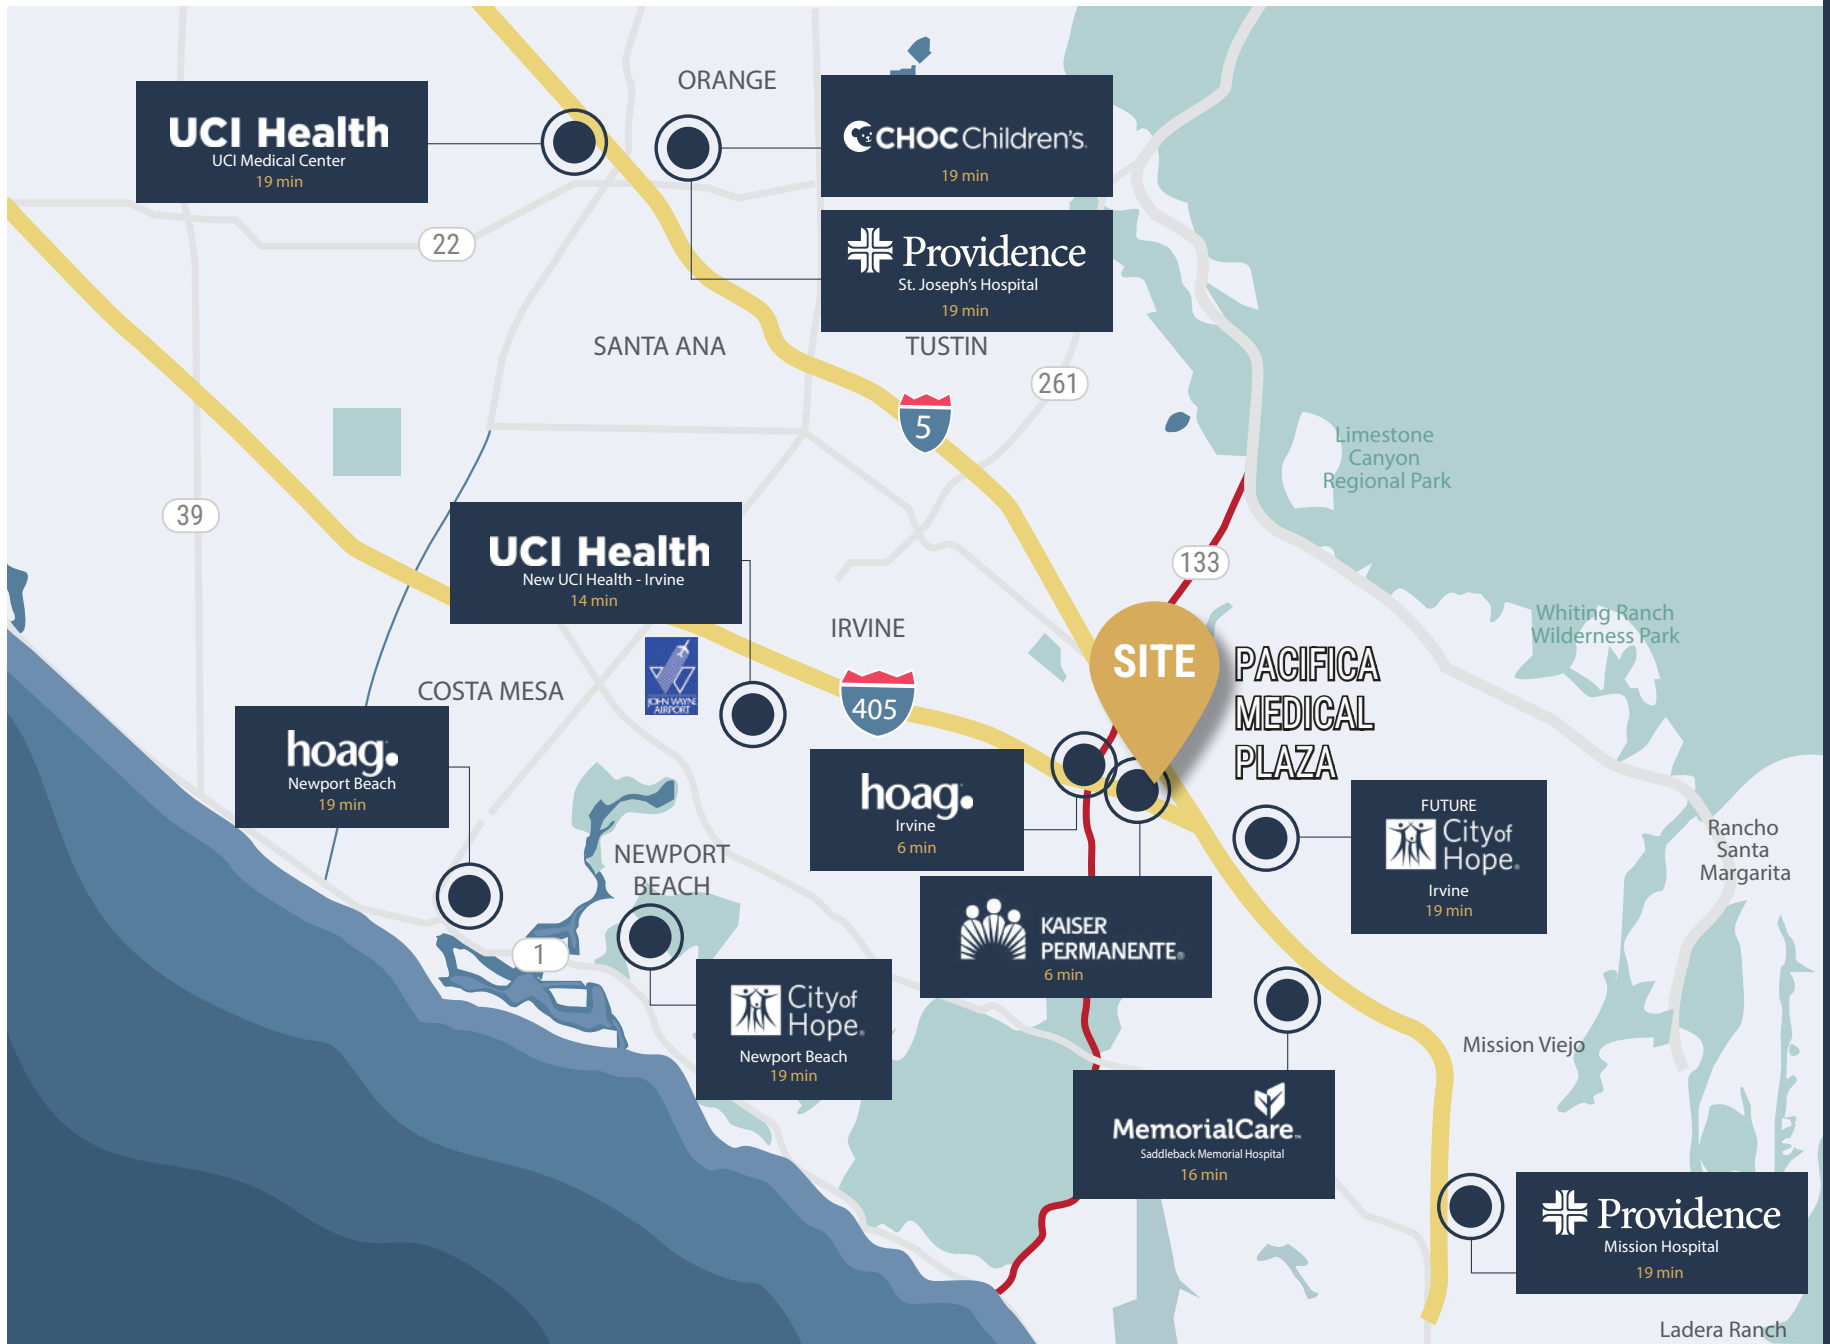 ORANGE
UCI Health
UCI Medical Center
19 min
CHOC Children's.
19 min
22
Providence
St. Joseph's Hospital
19 min
SANTA ANA
TUSTIN
261
5
Limestone
Canyon
Regional Park
39
UCI Health
New UCI Health - Irvine
14 min
133
Whiting Ranch
Wilderness Park
IRVINE
SITE
PACIFICA
MEDICAL
PLAZA
JOHN WAYNE
AIRPORT
COSTA MESA
405
hoag.
Newport Beach
19 min
hoag.
Irvine
6 min
FUTURE
City of
Hope.
Irvine
19 min
Rancho
Santa
Margarita
NEWPORT
BEACH
KAISER
PERMANENTE®
6 min
1
City of
Hope.
Newport Beach
19 min
Mission Viejo
MemorialCare™
Saddleback Memorial Hospital
16 min
Providence
Mission Hospital
19 min
Ladera Ranch